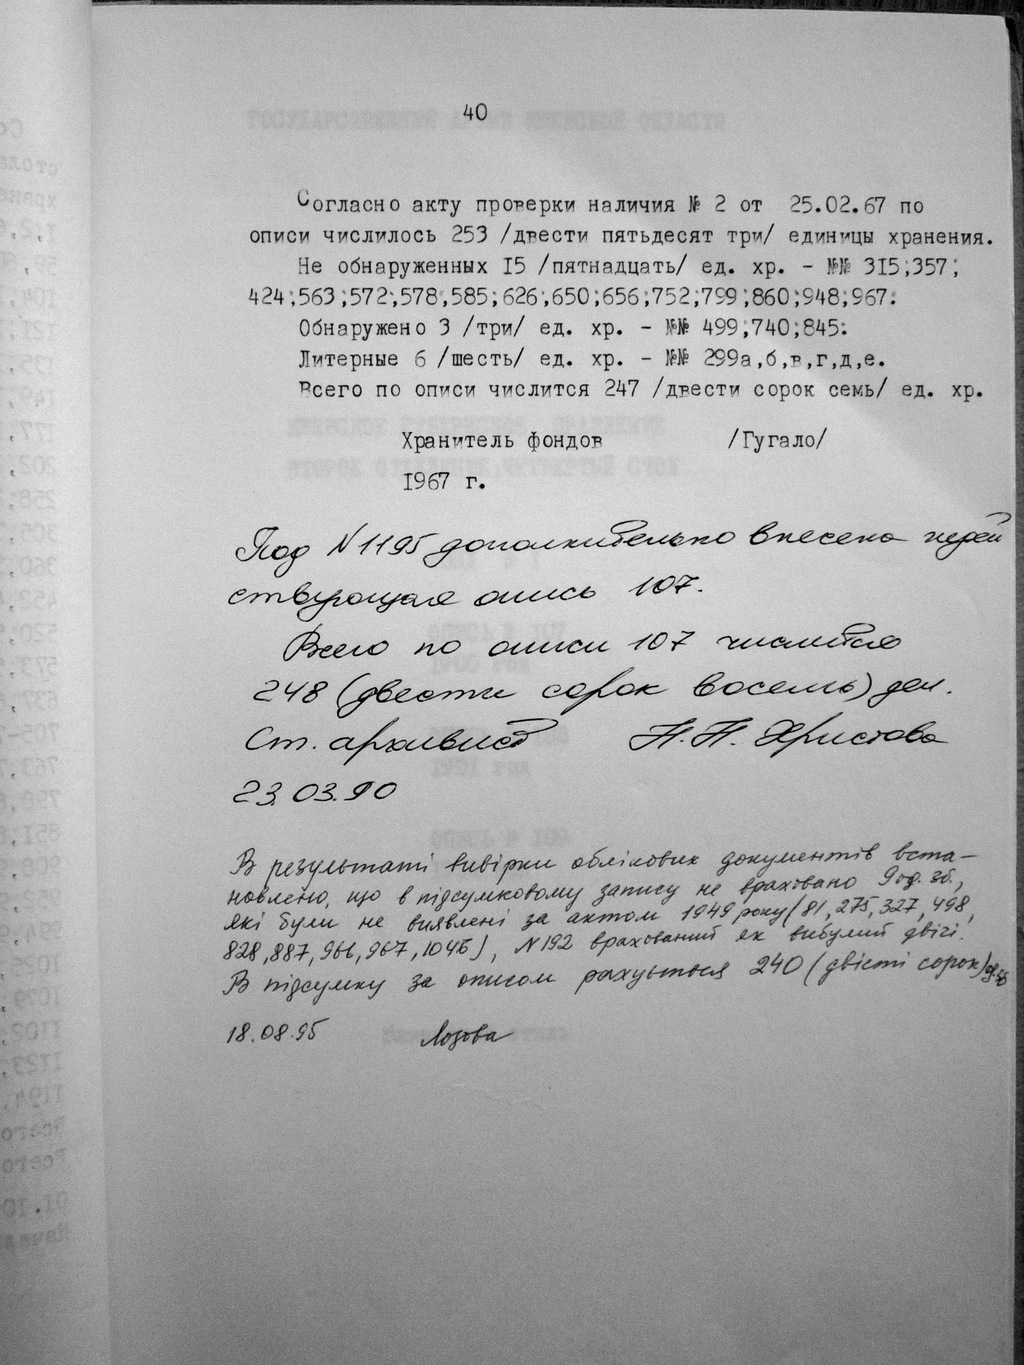 40
Согласно акту проверки наличия № 2 от 25.02.67 по
описи числилось 253 /двести пятьдесят три/ единицы хранения.
Не обнаруженных I5 /пятнадцать/ ед. хр. - №№ 3I5;357;
424;563;572;578,585;626,650;656;752;799;860;948;967.
Обнаружено 3 /три/ ед. хр. - №№ 499;740;845.
Литерные 6 /шесть/ ед. хр. - №№ 299а,б,в,г,д,е.
Всего по описи числится 247 /двести сорок семь/ ед. хр.
Хранитель фондов /Гугало/
I967 г.
Под N 1195 дополнительно внесена
ствующая опись 107.
Всего по описи 107 числится
248 (двести сорок восемь) дел.
Ст. архивист Н.П. Христова
23.03.90
В результаті вивірки облікових документів вста-
новлено, що в підсумковому запису не враховано 9 од. зб.,
які були не виявлені за актом 1949 року (81, 275, 327, 498,
828, 887, 966, 967, 1046), N 192 врахований як вибулий двічі.
В підсумку за описом рахується 240 (двісті сорок)
18.08.95 Лозова